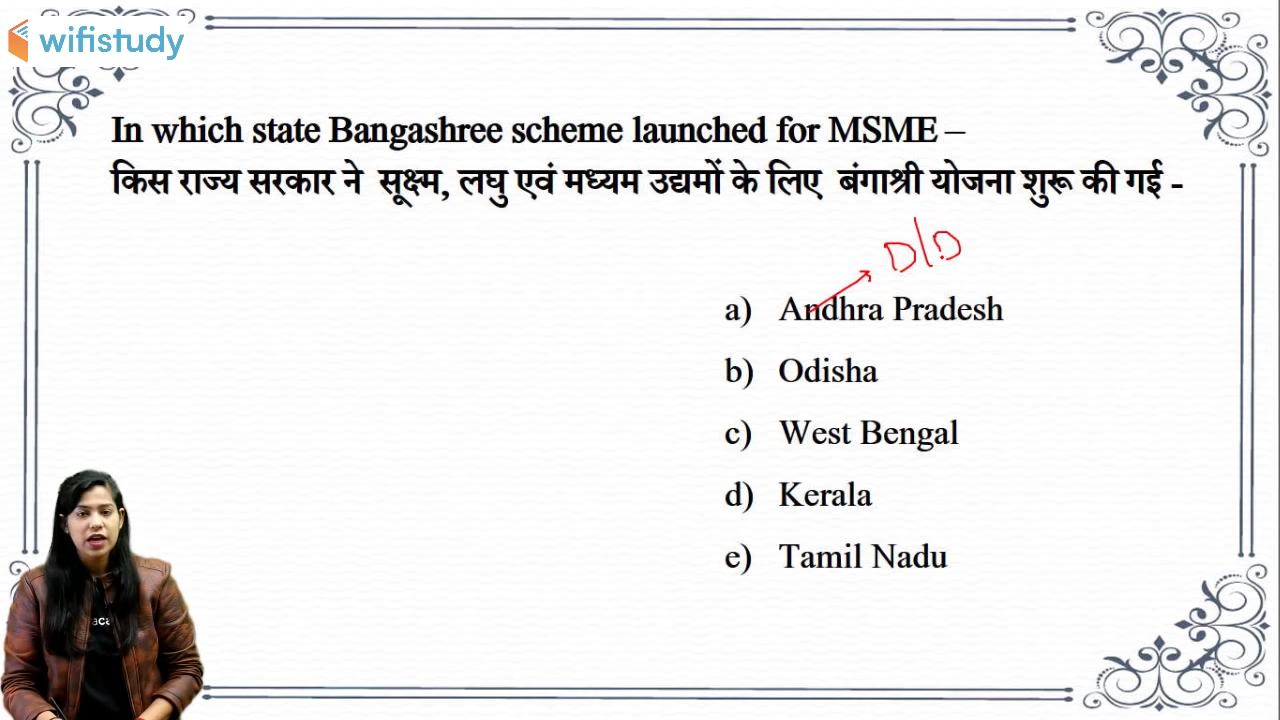 wifistudy
In which state Bangashree scheme launched for MSME –
किस राज्य सरकार ने सूक्ष्म, लघु एवं मध्यम उद्यमों के लिए बंगाश्री योजना शुरू की गई -
D/D
a) Andhra Pradesh
b) Odisha
c) West Bengal
d) Kerala
e) Tamil Nadu